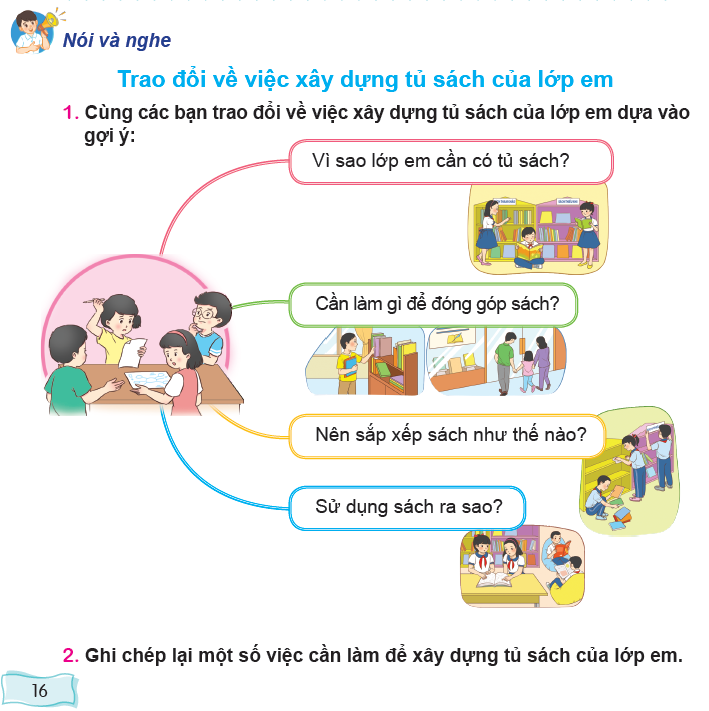 Nói và nghe
Trao đổi về việc xây dựng tủ sách của lớp em
1. Cùng các bạn trao đổi về việc xây dựng tủ sách của lớp em dựa vào
gợi ý:
Vì sao lớp em cần có tủ sách?
Cần làm gì để đóng góp sách?
Nên sắp xếp sách như thế nào?
Sử dụng sách ra sao?
2. Ghi chép lại một số việc cần làm để xây dựng tủ sách của lớp em.
16